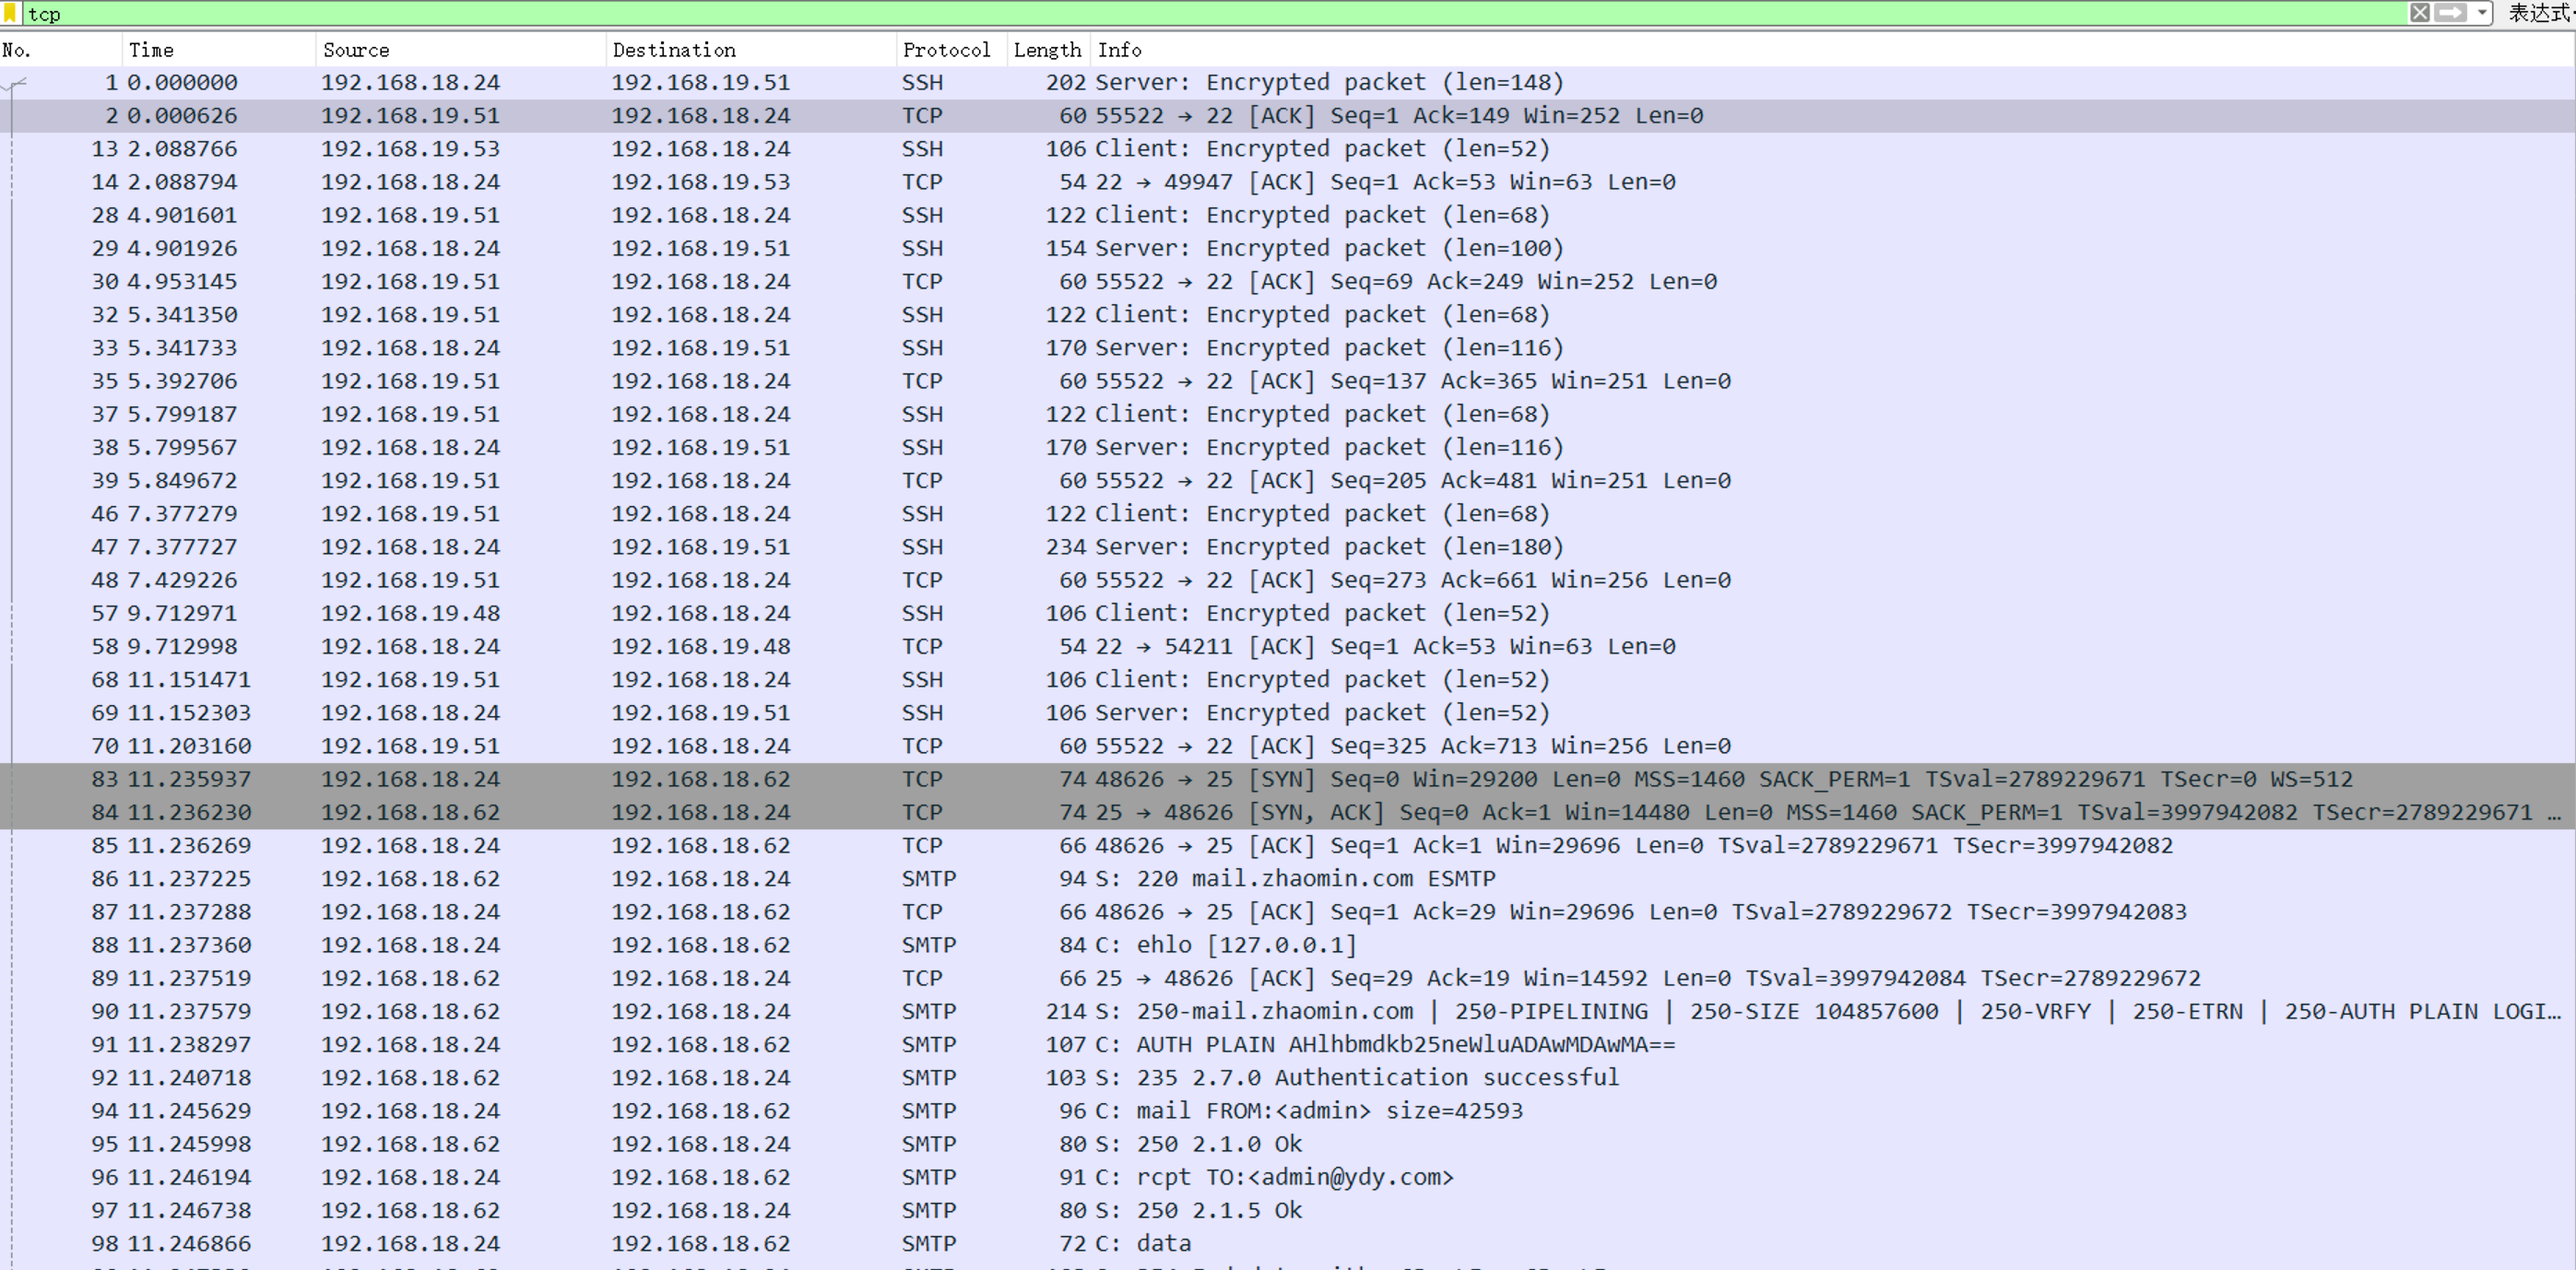 tcp 表达式
No. Time Source Destination Protocol Length Info
1 0.000000 192.168.18.24 192.168.19.51 SSH 202 Server: Encrypted packet (len=148)
2 0.000626 192.168.19.51 192.168.18.24 TCP 60 55522 → 22 [ACK] Seq=1 Ack=149 Win=252 Len=0
13 2.088766 192.168.19.53 192.168.18.24 SSH 106 Client: Encrypted packet (len=52)
14 2.088794 192.168.18.24 192.168.19.53 TCP 54 22 → 49947 [ACK] Seq=1 Ack=53 Win=63 Len=0
28 4.901601 192.168.19.51 192.168.18.24 SSH 122 Client: Encrypted packet (len=68)
29 4.901926 192.168.18.24 192.168.19.51 SSH 154 Server: Encrypted packet (len=100)
30 4.953145 192.168.19.51 192.168.18.24 TCP 60 55522 → 22 [ACK] Seq=69 Ack=249 Win=252 Len=0
32 5.341350 192.168.19.51 192.168.18.24 SSH 122 Client: Encrypted packet (len=68)
33 5.341733 192.168.18.24 192.168.19.51 SSH 170 Server: Encrypted packet (len=116)
35 5.392706 192.168.19.51 192.168.18.24 TCP 60 55522 → 22 [ACK] Seq=137 Ack=365 Win=251 Len=0
37 5.799187 192.168.19.51 192.168.18.24 SSH 122 Client: Encrypted packet (len=68)
38 5.799567 192.168.18.24 192.168.19.51 SSH 170 Server: Encrypted packet (len=116)
39 5.849672 192.168.19.51 192.168.18.24 TCP 60 55522 → 22 [ACK] Seq=205 Ack=481 Win=251 Len=0
46 7.377279 192.168.19.51 192.168.18.24 SSH 122 Client: Encrypted packet (len=68)
47 7.377727 192.168.18.24 192.168.19.51 SSH 234 Server: Encrypted packet (len=180)
48 7.429226 192.168.19.51 192.168.18.24 TCP 60 55522 → 22 [ACK] Seq=273 Ack=661 Win=256 Len=0
57 9.712971 192.168.19.48 192.168.18.24 SSH 106 Client: Encrypted packet (len=52)
58 9.712998 192.168.18.24 192.168.19.48 TCP 54 22 → 54211 [ACK] Seq=1 Ack=53 Win=63 Len=0
68 11.151471 192.168.19.51 192.168.18.24 SSH 106 Client: Encrypted packet (len=52)
69 11.152303 192.168.18.24 192.168.19.51 SSH 106 Server: Encrypted packet (len=52)
70 11.203160 192.168.19.51 192.168.18.24 TCP 60 55522 → 22 [ACK] Seq=325 Ack=713 Win=256 Len=0
83 11.235937 192.168.18.24 192.168.18.62 TCP 74 48626 → 25 [SYN] Seq=0 Win=29200 Len=0 MSS=1460 SACK_PERM=1 TSval=2789229671 TSecr=0 WS=512
84 11.236230 192.168.18.62 192.168.18.24 TCP 74 25 → 48626 [SYN, ACK] Seq=0 Ack=1 Win=14480 Len=0 MSS=1460 SACK_PERM=1 TSval=3997942082 TSecr=2789229671 …
85 11.236269 192.168.18.24 192.168.18.62 TCP 66 48626 → 25 [ACK] Seq=1 Ack=1 Win=29696 Len=0 TSval=2789229671 TSecr=3997942082
86 11.237225 192.168.18.62 192.168.18.24 SMTP 94 S: 220 mail.zhaomin.com ESMTP
87 11.237288 192.168.18.24 192.168.18.62 TCP 66 48626 → 25 [ACK] Seq=1 Ack=29 Win=29696 Len=0 TSval=2789229672 TSecr=3997942083
88 11.237360 192.168.18.24 192.168.18.62 SMTP 84 C: ehlo [127.0.0.1]
89 11.237519 192.168.18.62 192.168.18.24 TCP 66 25 → 48626 [ACK] Seq=29 Ack=19 Win=14592 Len=0 TSval=3997942084 TSecr=2789229672
90 11.237579 192.168.18.62 192.168.18.24 SMTP 214 S: 250-mail.zhaomin.com | 250-PIPELINING | 250-SIZE 104857600 | 250-VRFY | 250-ETRN | 250-AUTH PLAIN LOGI…
91 11.238297 192.168.18.24 192.168.18.62 SMTP 107 C: AUTH PLAIN AHlhbmdkb25neWluADAwMDAwMA==
92 11.240718 192.168.18.62 192.168.18.24 SMTP 103 S: 235 2.7.0 Authentication successful
94 11.245629 192.168.18.24 192.168.18.62 SMTP 96 C: mail FROM:<admin> size=42593
95 11.245998 192.168.18.62 192.168.18.24 SMTP 80 S: 250 2.1.0 Ok
96 11.246194 192.168.18.24 192.168.18.62 SMTP 91 C: rcpt TO:<admin@ydy.com>
97 11.246738 192.168.18.62 192.168.18.24 SMTP 80 S: 250 2.1.5 Ok
98 11.246866 192.168.18.24 192.168.18.62 SMTP 72 C: data